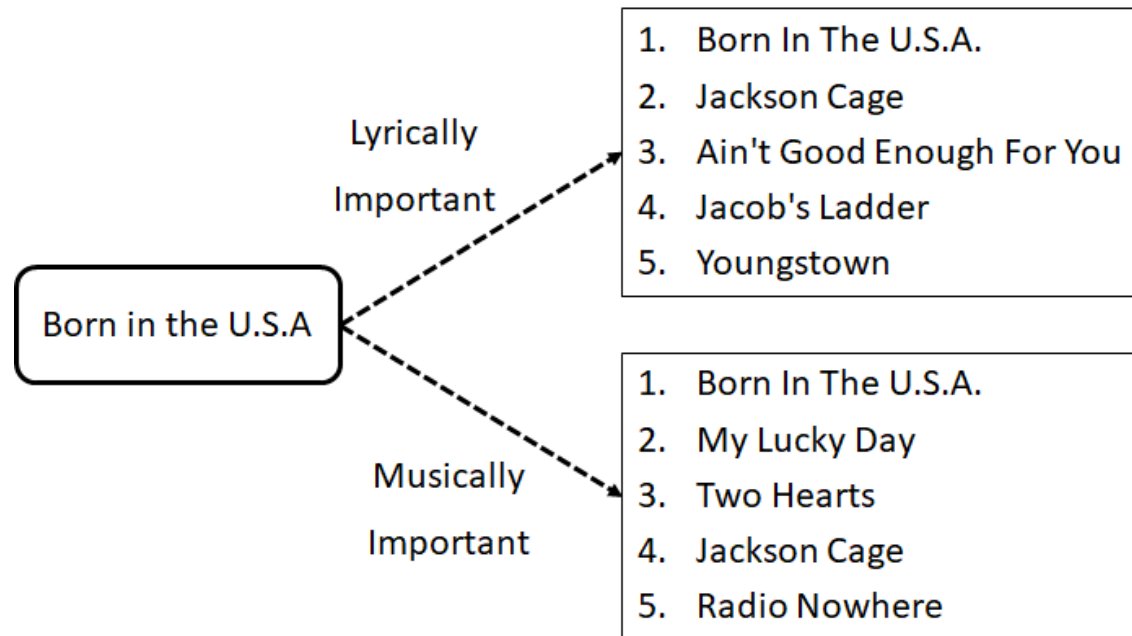 Lyrically
Important
1. Born In The U.S.A.
2. Jackson Cage
3. Ain't Good Enough For You
4. Jacob's Ladder
5. Youngstown
Born in the U.S.A
Musically
Important
1. Born In The U.S.A.
2. My Lucky Day
3. Two Hearts
4. Jackson Cage
5. Radio Nowhere